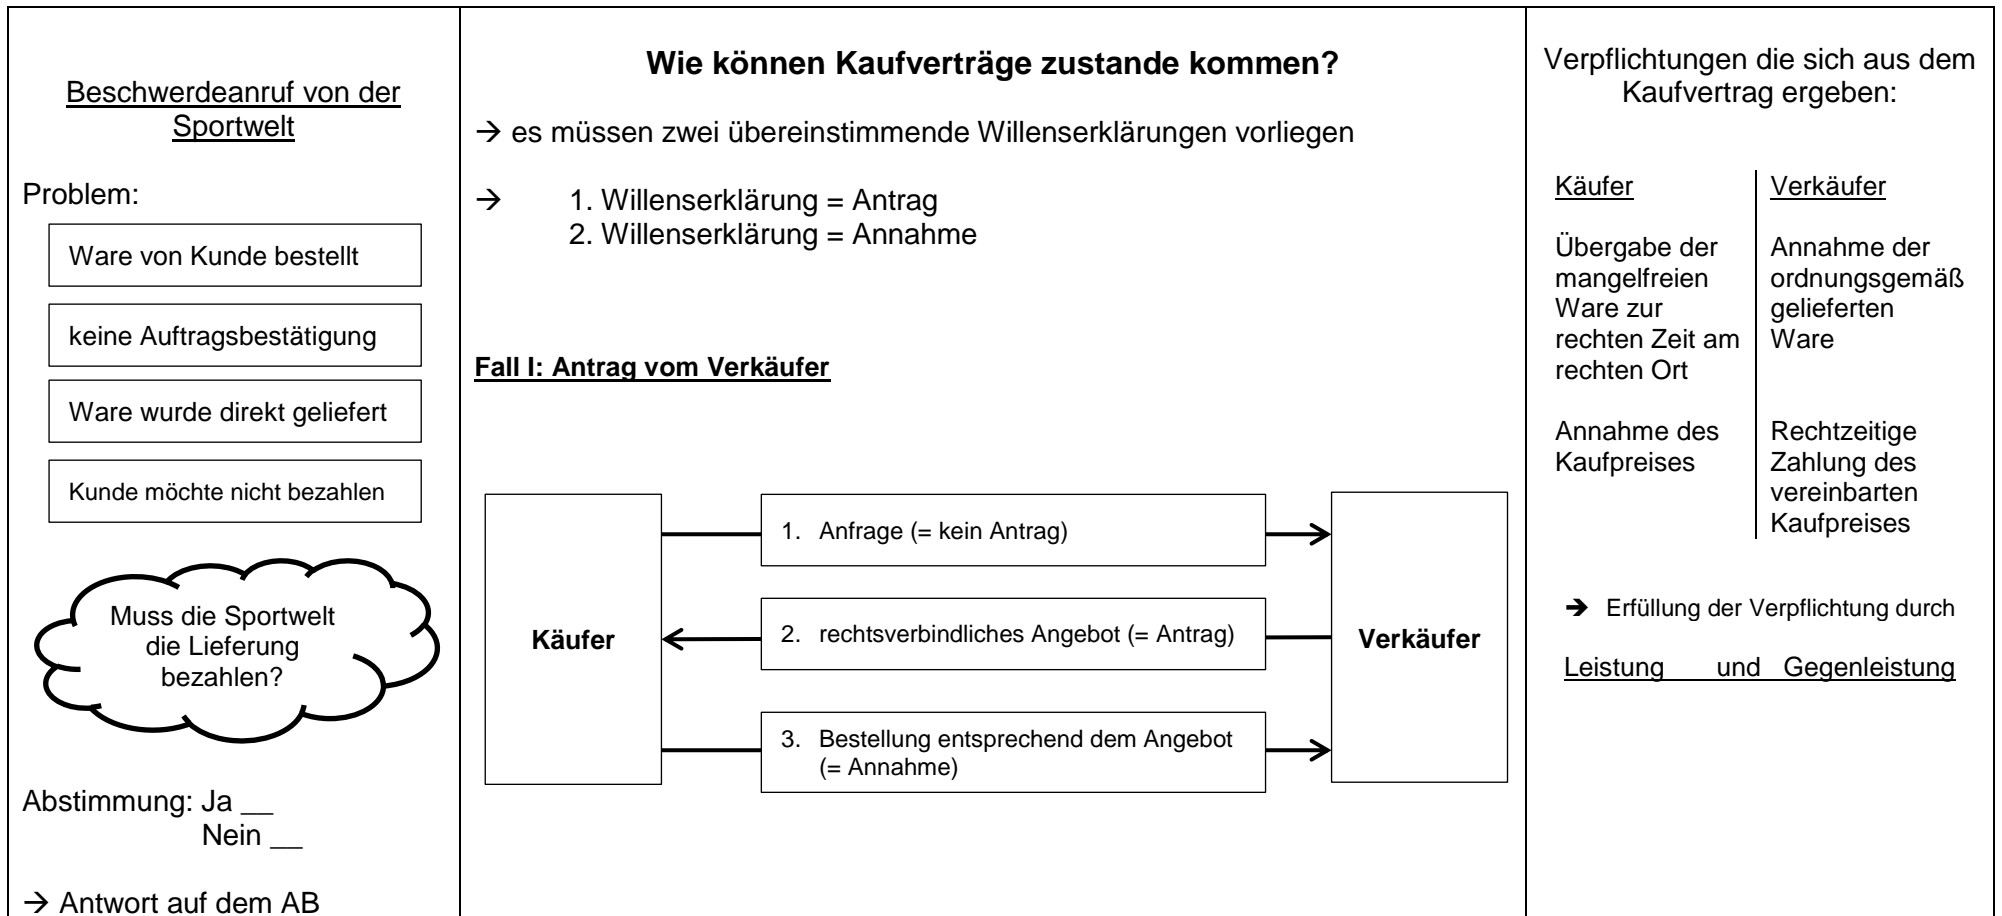 Beschwerdeanruf von der
Sportwelt
Problem:
Ware von Kunde bestellt
keine Auftragsbestätigung
Ware wurde direkt geliefert
Kunde möchte nicht bezahlen
Muss die Sportwelt
die Lieferung
bezahlen?
Abstimmung: Ja __
Nein __
→ Antwort auf dem AB
Wie können Kaufverträge zustande kommen?
→ es müssen zwei übereinstimmende Willenserklärungen vorliegen
→ 1. Willenserklärung = Antrag
2. Willenserklärung = Annahme
Fall I: Antrag vom Verkäufer
Käufer
1. Anfrage (= kein Antrag)
2. rechtsverbindliches Angebot (= Antrag)
3. Bestellung entsprechend dem Angebot
(= Annahme)
Verkäufer
Verpflichtungen die sich aus dem
Kaufvertrag ergeben:
Käufer
Übergabe der
mangelfreien
Ware zur
rechten Zeit am
rechten Ort
Annahme des
Kaufpreises
Verkäufer
Annahme der
ordnungsgemäß
gelieferten
Ware
Rechtzeitige
Zahlung des
vereinbarten
Kaufpreises
→ Erfüllung der Verpflichtung durch
Leistung und Gegenleistung